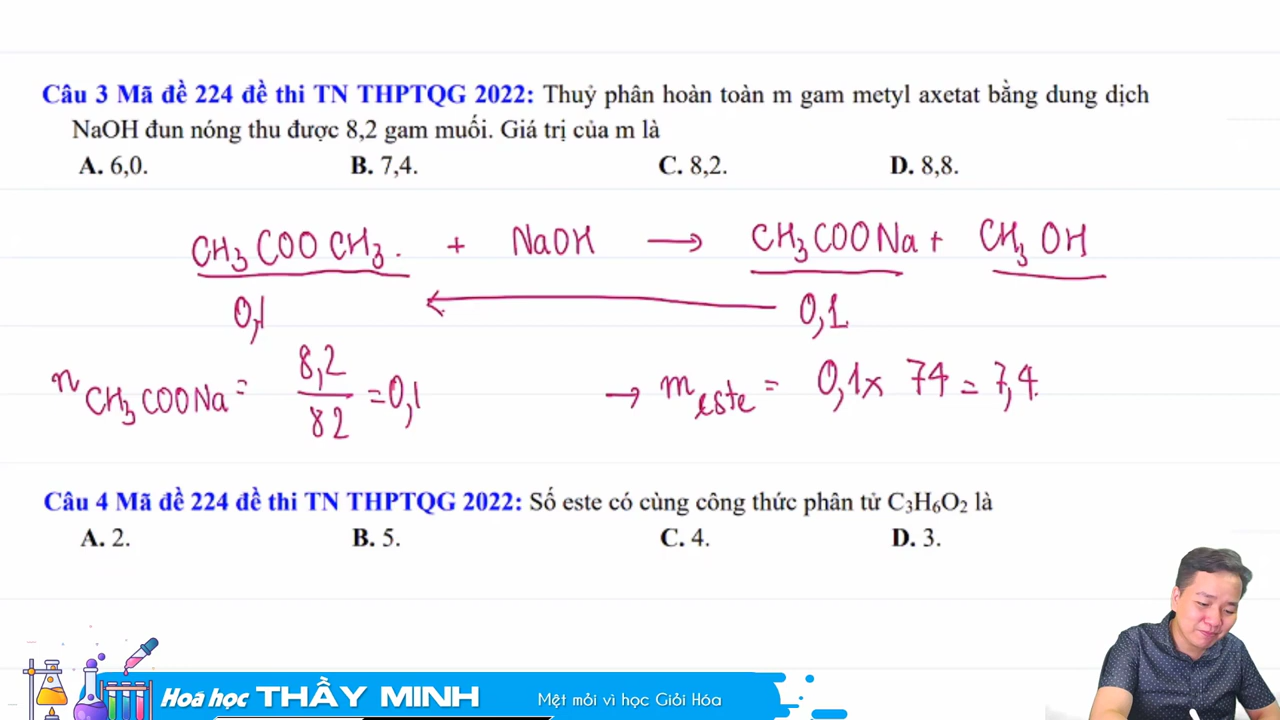 Câu 3 Mã đề 224 đề thi TN THPTQG 2022: Thuỷ phân hoàn toàn m gam metyl axetat bằng dung dịch
NaOH đun nóng thu được 8,2 gam muối. Giá trị của m là
A. 6,0. B. 7,4. C. 8,2. D. 8,8.
CH₃COOCH₃. + NaOH → CH₃COONa + CH₃OH
0,1 ← 0,1
n CH₃COONa = 8,2/82 = 0,1 → m este = 0,1 x 74 = 7,4.
Câu 4 Mã đề 224 đề thi TN THPTQG 2022: Số este có cùng công thức phân tử C₃H₆O₂ là
A. 2. B. 5. C. 4. D. 3.
Hoá học THẦY MINH Mệt mỏi vì học Giỏi Hóa